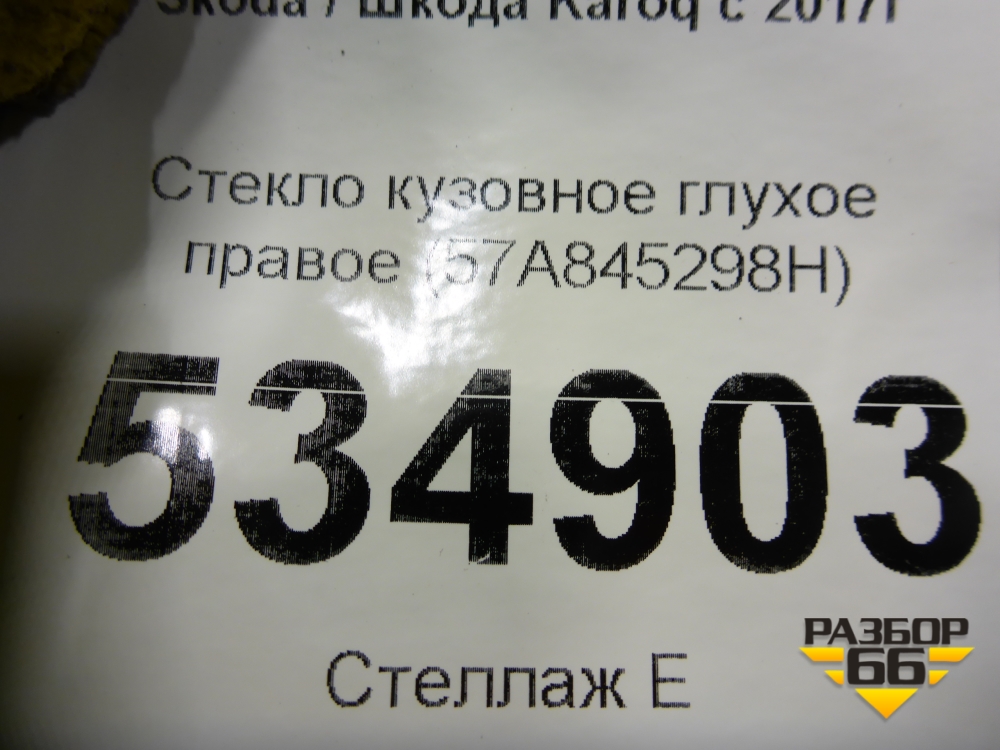 Skoda / Шкода Karoq с 2017г
Стекло кузовное глухое
правое (57A845298H)
534903
Стеллаж Е
РАЗБОР
66